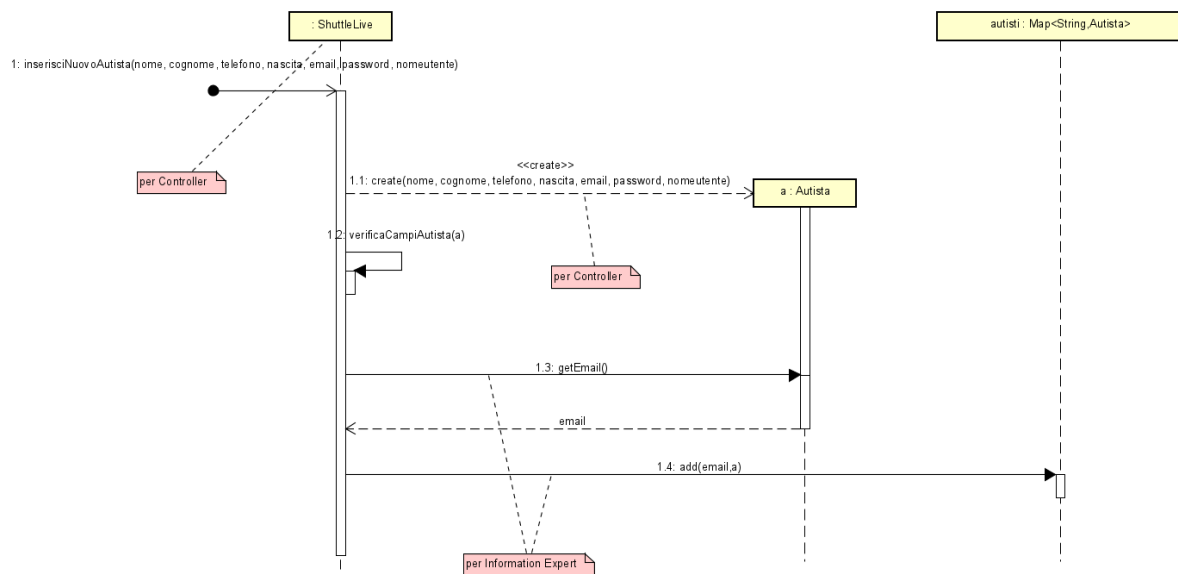 : ShuttleLive
autisti : Map<String,Autista>
1: inserisciNuovoAutista(nome, cognome, telefono, nascita, email, password, nomeutente)
per Controller
<<create>>
1.1: create(nome, cognome, telefono, nascita, email, password, nomeutente)
a : Autista
1.2: verificaCampiAutista(a)
per Controller
1.3: getEmail()
email
1.4: add(email,a)
per Information Expert